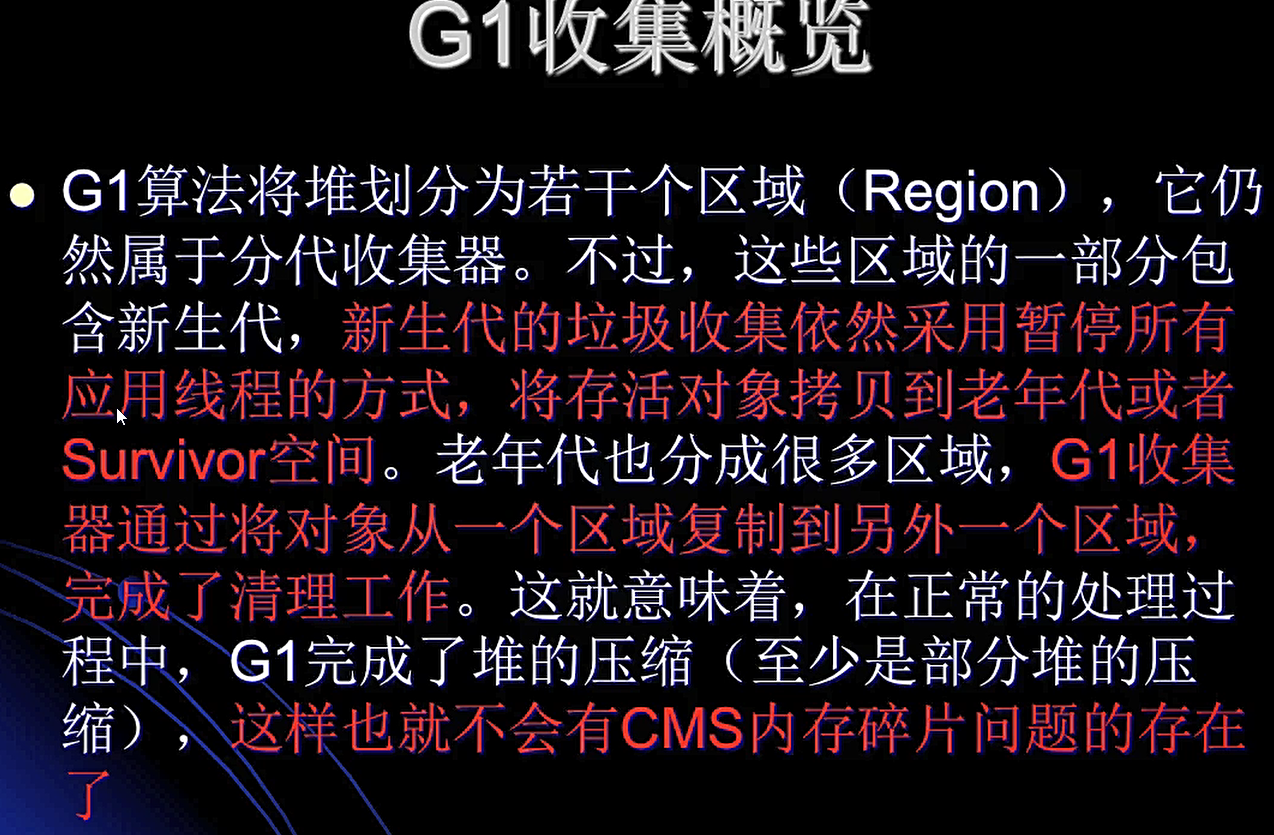 G1收集概览
G1算法将堆划分为若干个区域（Region），它仍
然属于分代收集器。不过，这些区域的一部分包
含新生代，新生代的垃圾收集依然采用暂停所有
应用线程的方式，将存活对象拷贝到老年代或者
Survivor空间。老年代也分成很多区域，G1收集
器通过将对象从一个区域复制到另外一个区域，
完成了清理工作。这就意味着，在正常的处理过
程中，G1完成了堆的压缩（至少是部分堆的压
缩），这样也就不会有CMS内存碎片问题的存在
了